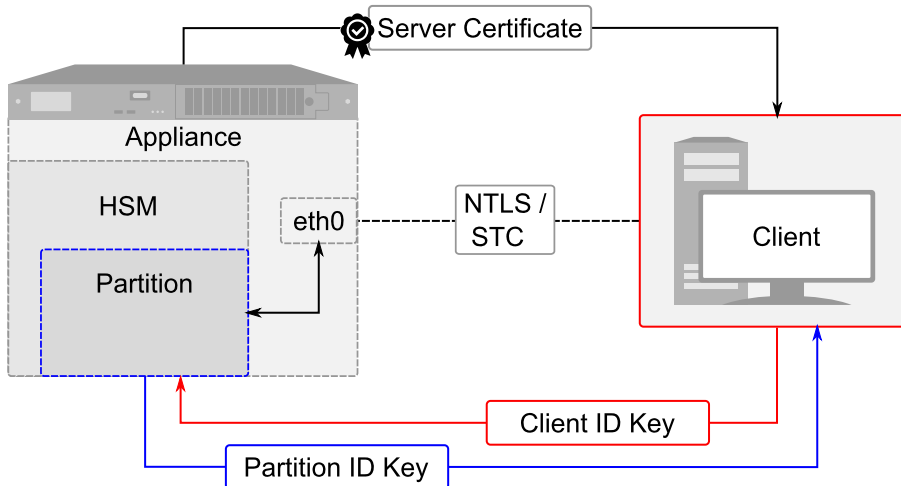 Server Certificate
Appliance
HSM
eth0
NTLS /
STC
Client
Partition
Client ID Key
Partition ID Key